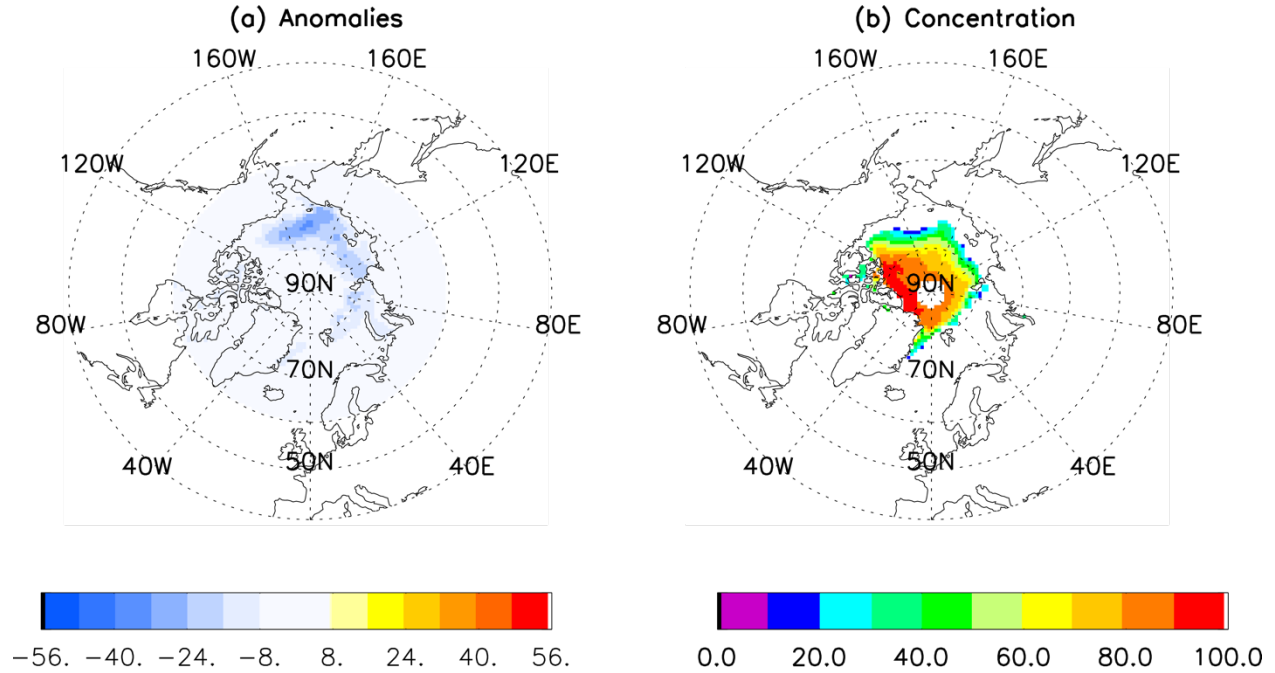 (a) Anomalies
160W 160E
120W 120E
90N
80W 80E
70N
50N
40W 40E
−56. −40. −24. −8. 8. 24. 40. 56.
(b) Concentration
160W 160E
120W 120E
90N
80W 80E
70N
50N
40W 40E
0.0 20.0 40.0 60.0 80.0 100.0